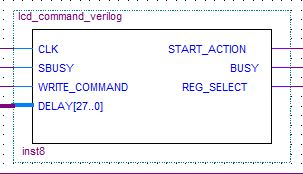 lcd_command_verilog
CLK START_ACTION
SBUSY BUSY
WRITE_COMMAND REG_SELECT
DELAY[27..0]
inst8